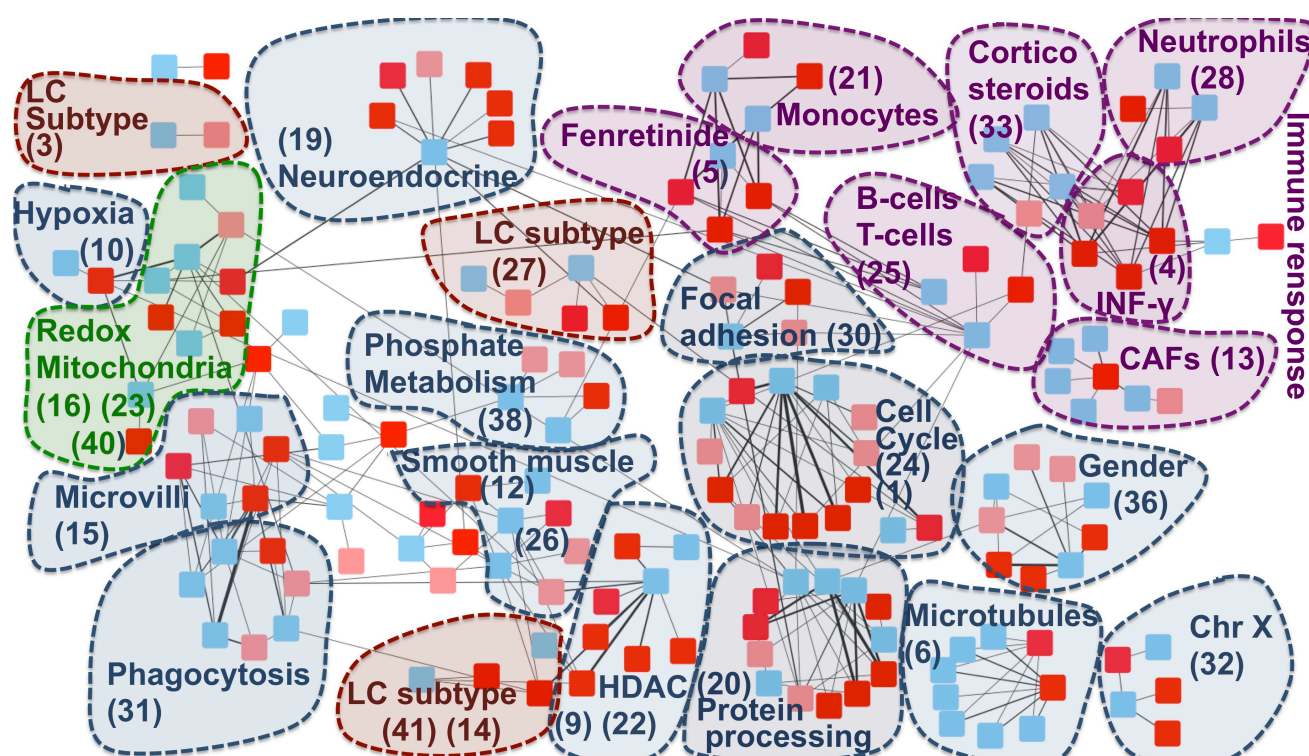 LC
Subtype
(3)
(19)
Neuroendocrine
(21)
Monocytes
Cortico
steroids
(33)
Neutrophils
(28)
Fenretinide
(5)
Immune rensponse
Hypoxia
(10)
LC subtype
(27)
B-cells
T-cells
(25)
(4)
INF-γ
Redox
Mitochondria
(16) (23)
(40)
Phosphate
Metabolism
(38)
Focal
adhesion (30)
CAFs (13)
Cell
Cycle
(24)
(1)
Smooth muscle
(12)
(26)
Gender
(36)
Microvilli
(15)
Phagocytosis
(31)
LC subtype
(41) (14)
HDAC
(9) (22)
(20)
Protein
processing
Microtubules
(6)
Chr X
(32)